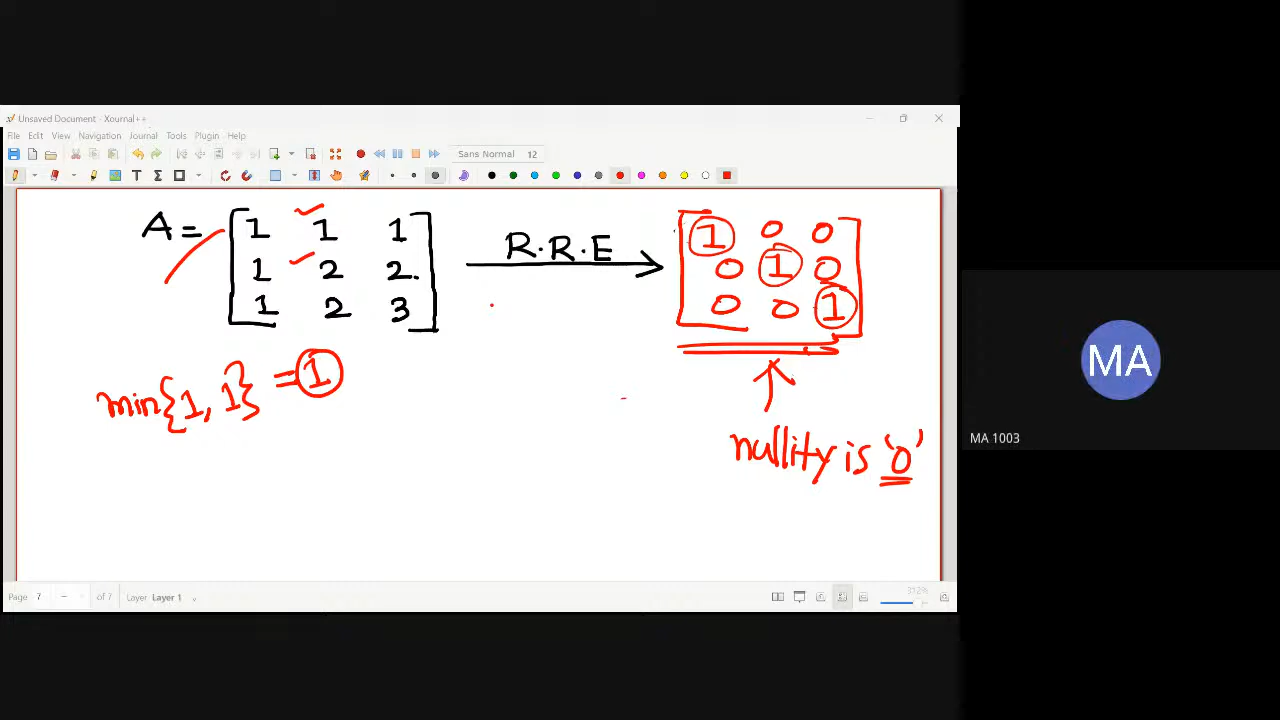 Unsaved Document - Xournal++
File Edit View Navigation Journal Tools Plugin Help
Sans Normal 12
A = [ 1 1 1
1 2 2.
1 2 3 ]
R.R.E
1 0 0
0 1 0
0 0 1
min{1, 1} = 1
nullity is '0'
MA
MA 1003
Page 7 of 7 Layer Layer 1